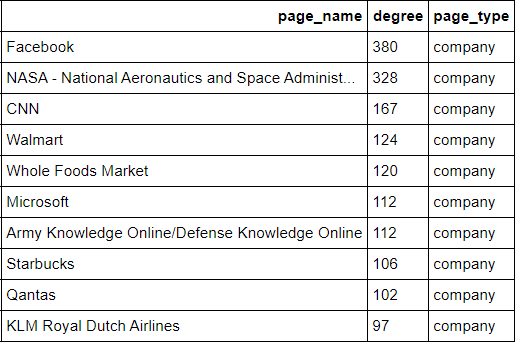 page_name degree page_type
Facebook 380 company
NASA - National Aeronautics and Space Administ... 328 company
CNN 167 company
Walmart 124 company
Whole Foods Market 120 company
Microsoft 112 company
Army Knowledge Online/Defense Knowledge Online 112 company
Starbucks 106 company
Qantas 102 company
KLM Royal Dutch Airlines 97 company